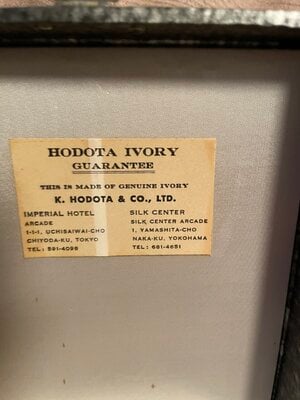 HODOTA IVORY
GUARANTEE
THIS IS MADE OF GENUINE IVORY
K. HODOTA & CO., LTD.
IMPERIAL HOTEL
ARCADE
1-1-1, UCHISAIWAI-CHO
CHIYODA-KU, TOKYO
TEL: 591-4098
SILK CENTER
SILK CENTER ARCADE
1, YAMASHITA-CHO
NAKA-KU, YOKOHAMA
TEL: 681-4651